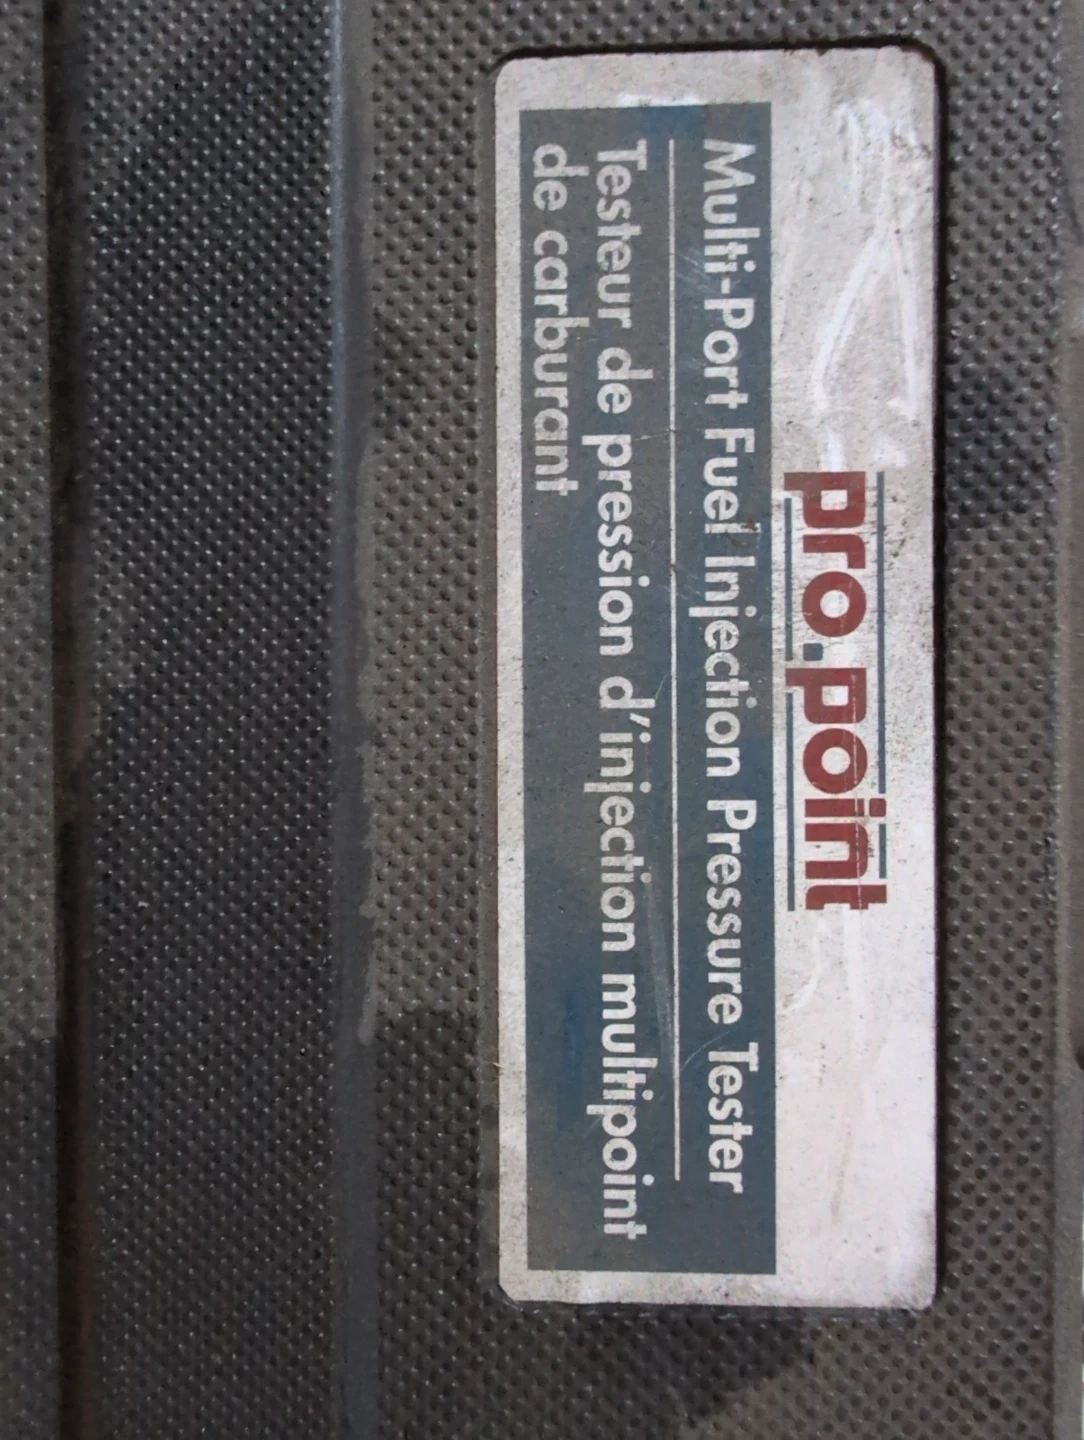 pro.point
Multi-Port Fuel Injection Pressure Tester
Testeur de pression d'injection multipoint
de carburant